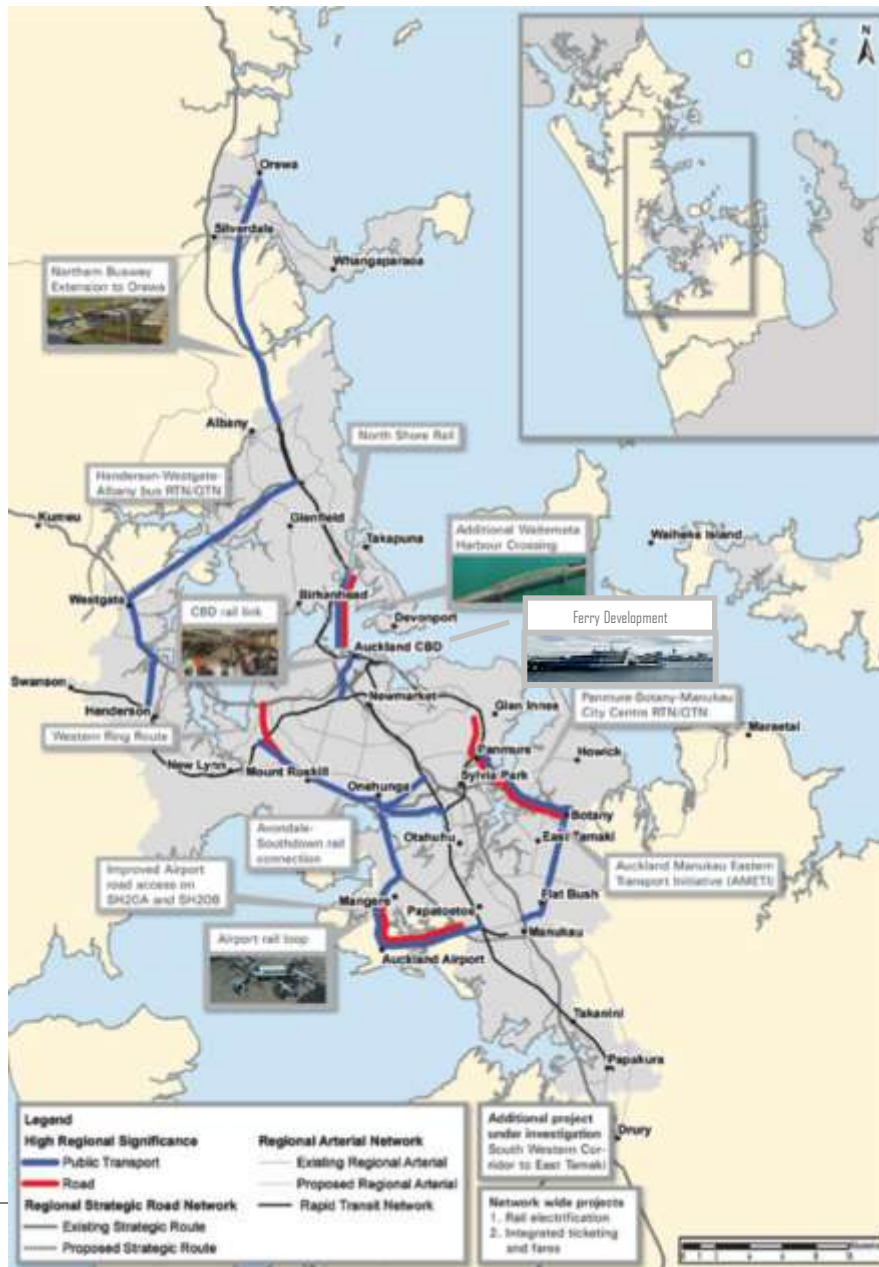 N
Orewa
Silverdale
Whangaparaoa
Northern Busway
Extension to Orewa
Albany
North Shore Rail
Henderson-Westgate-
Albany bus RTN/QTN
Kumeu
Glenfield
Takapuna
Additional Waitemata
Harbour Crossing
Waiheke Island
Westgate
Birkenhead
CBD rail link
Devonport
Ferry Development
Auckland CBD
Swanson
Newmarket
Glen Innes
Panmure-Botany-Manukau
City Centre RTN/QTN
Henderson
Maraetai
Western Ring Route
Panmure
Howick
New Lynn
Mount Roskill
Sylvia Park
Onehunga
Botany
Avondale-
Southdown rail
connection
Otahuhu
East Tamaki
Auckland Manukau Eastern
Transport Initiative (AMETI)
Improved Airport
road access on
SH20A and SH20B
Mangere
Papatoetoe
Flat Bush
Airport rail loop
Manukau
Auckland Airport
Takanini
Papakura
Drury
Legend
High Regional Significance
Public Transport
Road
Regional Strategic Road Network
Existing Strategic Route
Proposed Strategic Route
Regional Arterial Network
Existing Regional Arterial
Proposed Regional Arterial
Rapid Transit Network
Additional project
under investigation
South Western Cor-
ridor to East Tamaki
Network wide projects
1. Rail electrification
2. Integrated ticketing
and fares